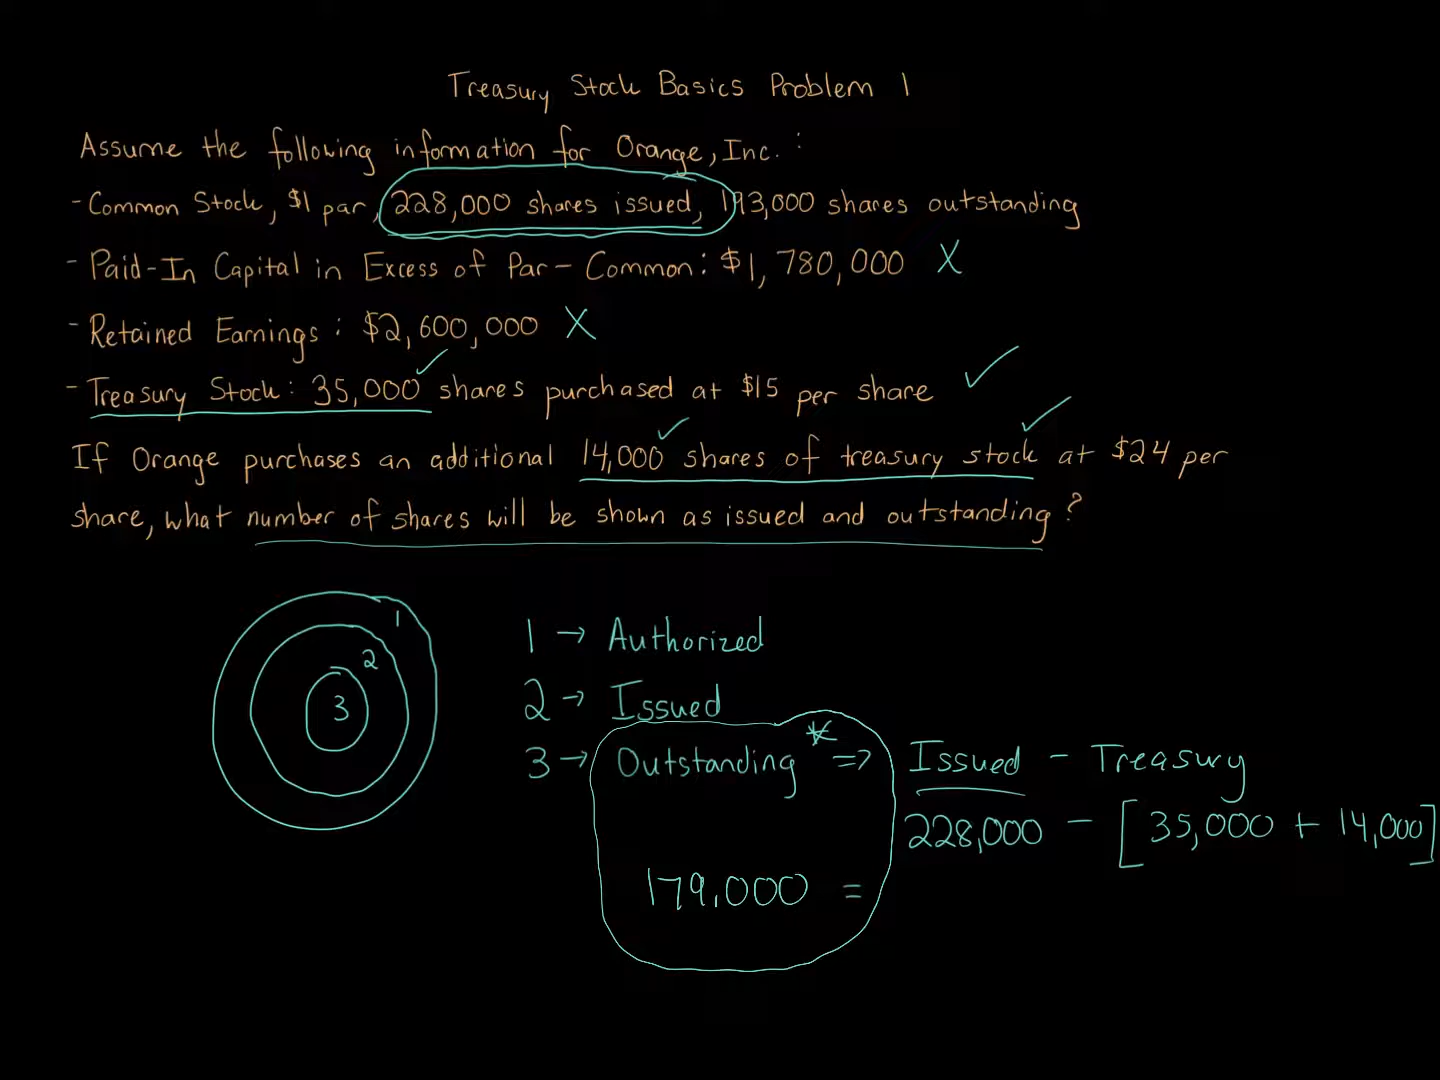 Treasury Stock Basics Problem 1
Assume the following information for Orange, Inc.:
- Common Stock, $1 par, 228,000 shares issued, 193,000 shares outstanding
- Paid-In Capital in Excess of Par - Common: $1,780,000 X
- Retained Earnings: $2,600,000 X
- Treasury Stock: 35,000 shares purchased at $15 per share ✓
If Orange purchases an additional 14,000 shares of treasury stock at $24 per
share, what number of shares will be shown as issued and outstanding?
1
2
3
1 → Authorized
2 → Issued
3 → Outstanding * ⇒ Issued - Treasury
228,000 - [35,000 + 14,000]
179,000 =